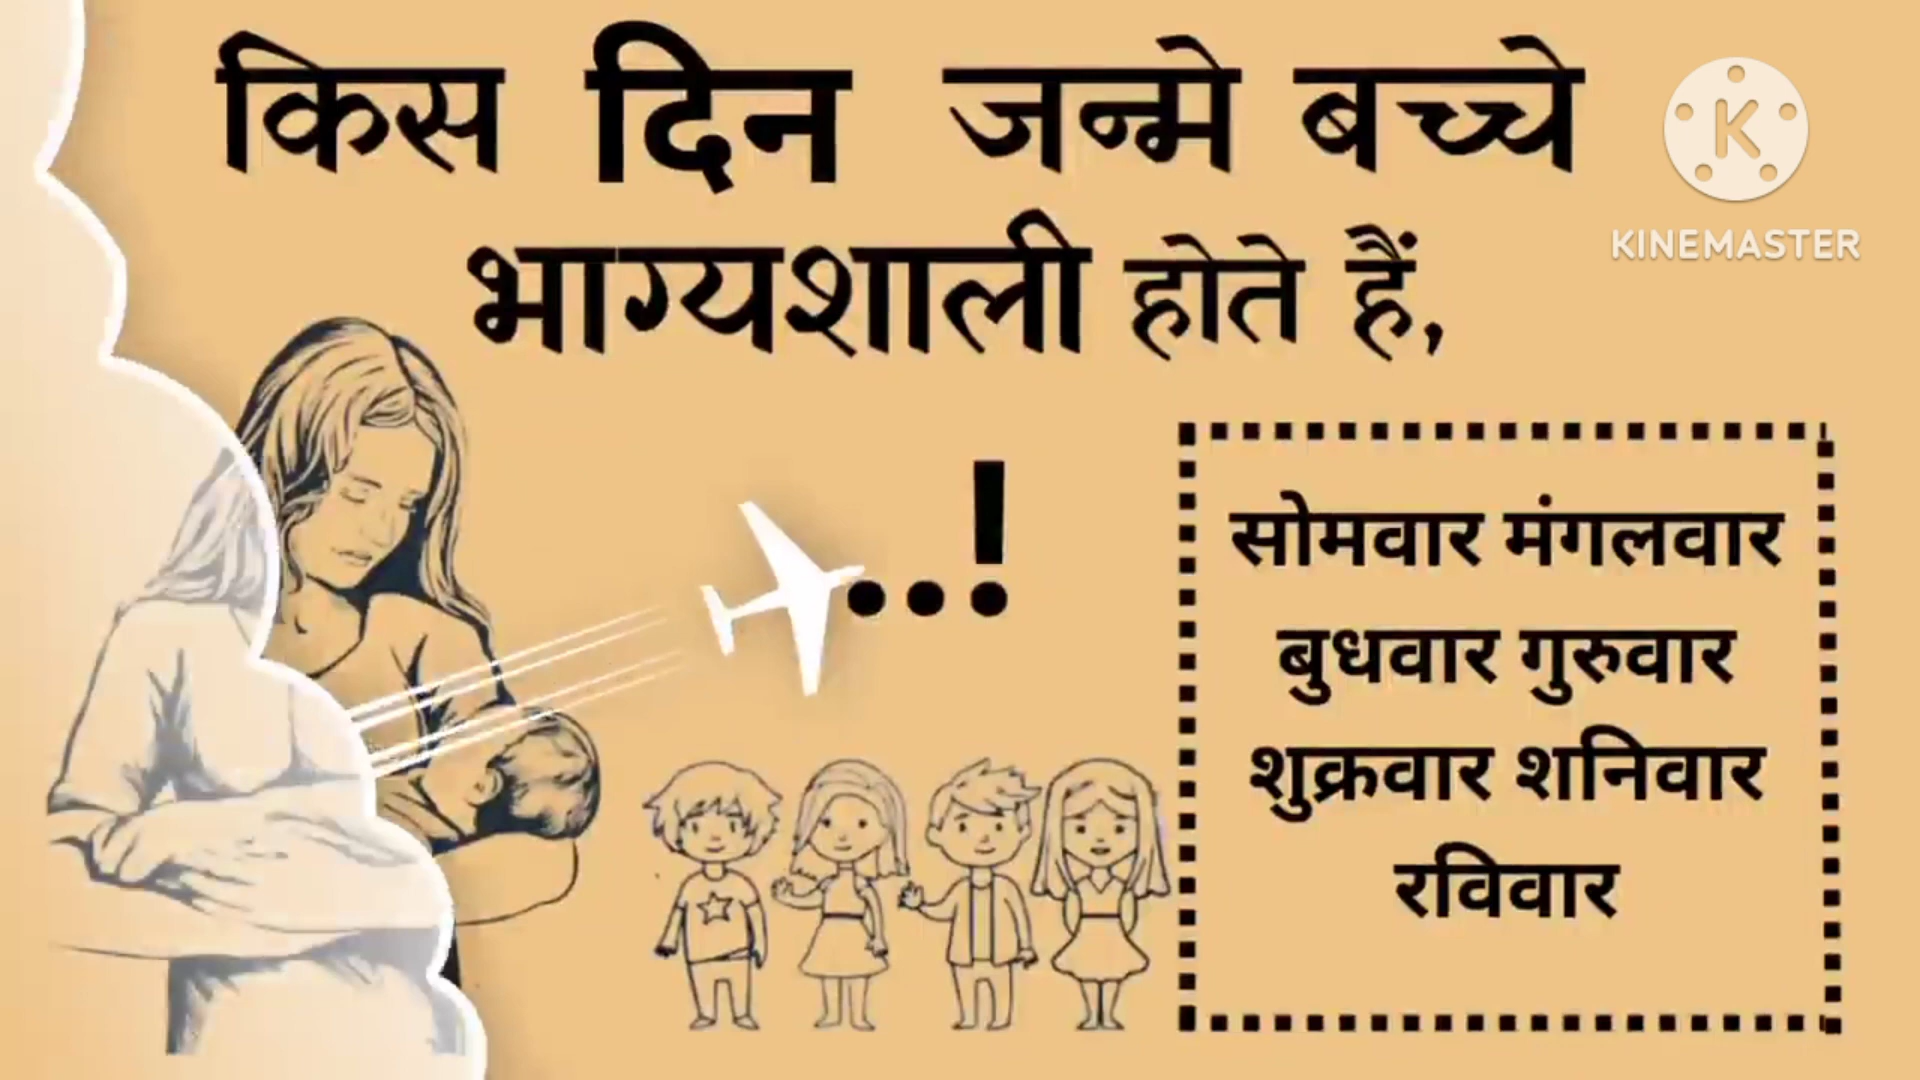 किस दिन जन्मे बच्चे
भाग्यशाली होते हैं,
..!
KINEMASTER
सोमवार मंगलवार
बुधवार गुरुवार
शुक्रवार शनिवार
रविवार